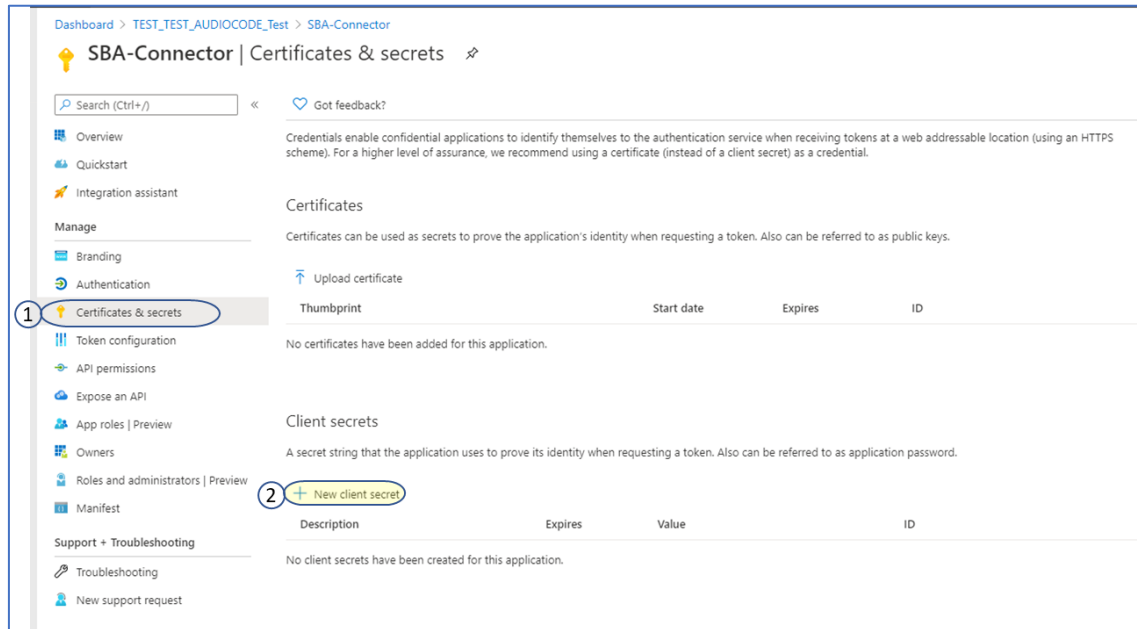 Dashboard > TEST_TEST_AUDIOCODE_Test > SBA-Connector
SBA-Connector | Certificates & secrets
Search (Ctrl+/)
«
Overview
Quickstart
Integration assistant
Manage
Branding
Authentication
1 Certificates & secrets
Token configuration
API permissions
Expose an API
App roles | Preview
Owners
Roles and administrators | Preview
Manifest
Support + Troubleshooting
Troubleshooting
New support request
Got feedback?
Credentials enable confidential applications to identify themselves to the authentication service when receiving tokens at a web addressable location (using an HTTPS
scheme). For a higher level of assurance, we recommend using a certificate (instead of a client secret) as a credential.
Certificates
Certificates can be used as secrets to prove the application's identity when requesting a token. Also can be referred to as public keys.
Upload certificate
Thumbprint Start date Expires ID
No certificates have been added for this application.
Client secrets
A secret string that the application uses to prove its identity when requesting a token. Also can be referred to as application password.
2 + New client secret
Description Expires Value ID
No client secrets have been created for this application.